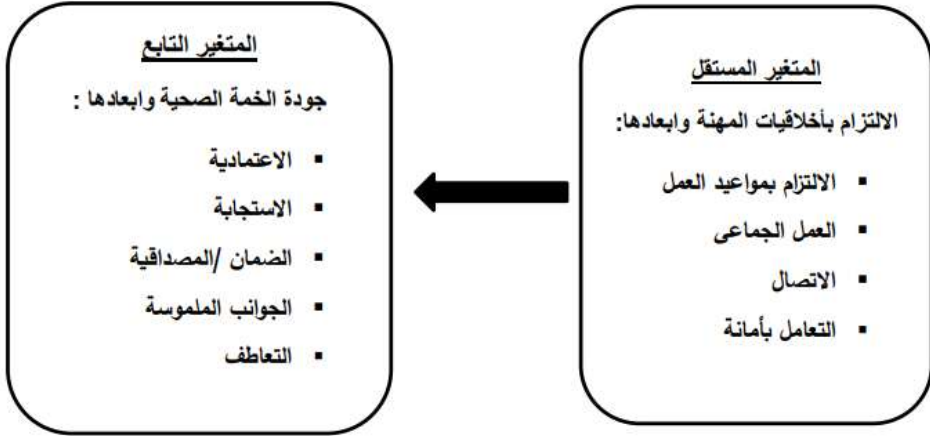 المتغير المستقل
الالتزام بأخلاقيات المهنة وابعادها:
▪ الالتزام بمواعيد العمل
▪ العمل الجماعى
▪ الاتصال
▪ التعامل بأمانة
المتغير التابع
جودة الخمة الصحية وابعادها :
▪ الاعتمادية
▪ الاستجابة
▪ الضمان /المصداقية
▪ الجوانب الملموسة
▪ التعاطف